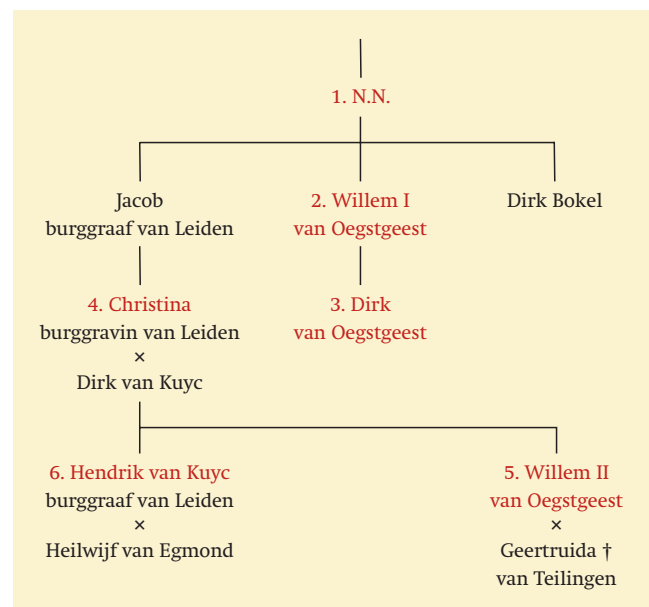 1. N.N.
Jacob
burggraaf van Leiden
2. Willem I
van Oegstgeest
Dirk Bokel
4. Christina
burggravin van Leiden
×
Dirk van Kuyc
3. Dirk
van Oegstgeest
6. Hendrik van Kuyc
burggraaf van Leiden
×
Heilwijf van Egmond
5. Willem II
van Oegstgeest
×
Geertruida †
van Teilingen